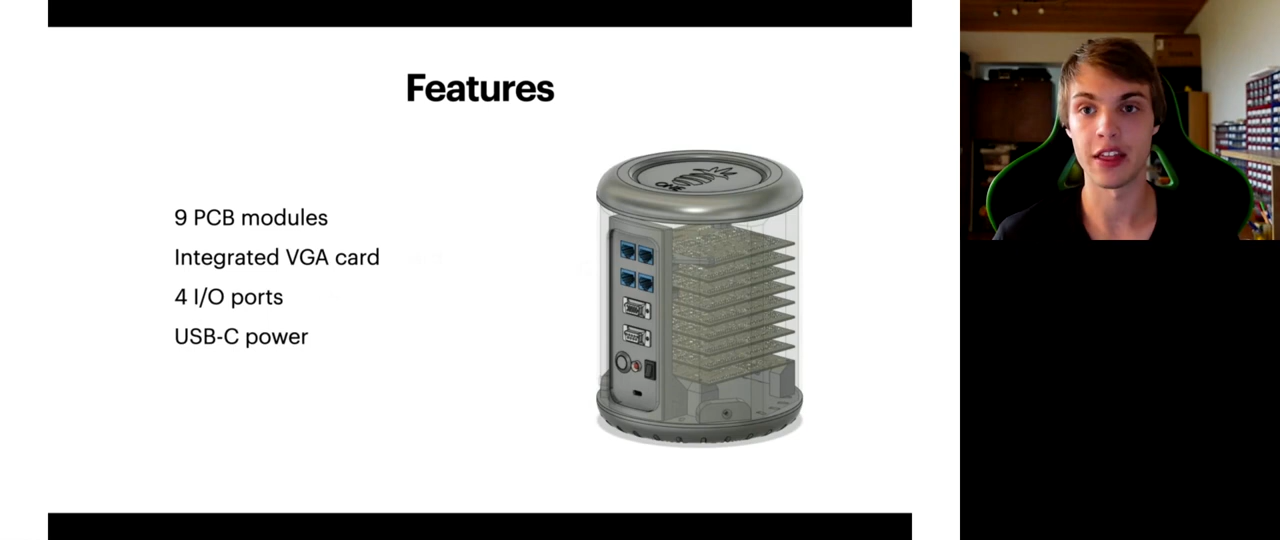 Features
9 PCB modules
Integrated VGA card
4 I/O ports
USB-C power